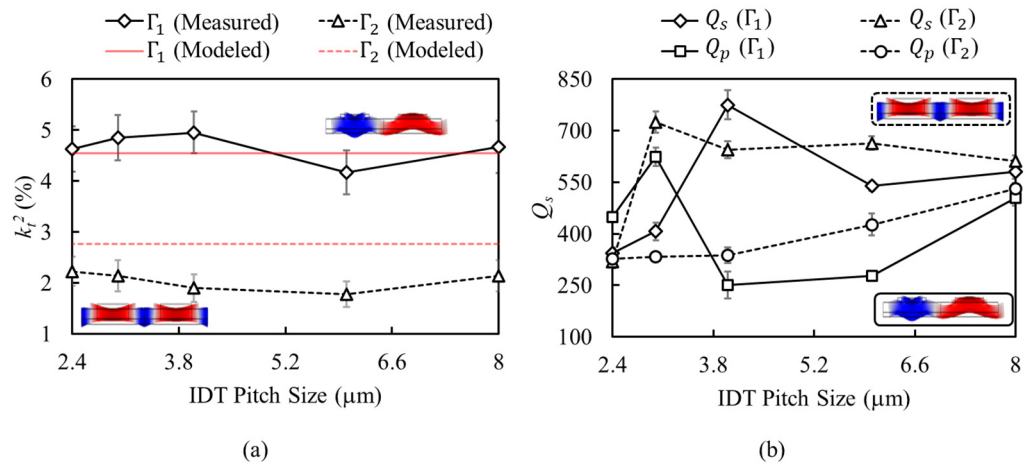 Γ₁ (Measured) Γ₂ (Measured)
Γ₁ (Modeled) Γ₂ (Modeled)
6
5
4
3
2
1
kₜ² (%)
2.4 3.8 5.2 6.6 8
IDT Pitch Size (μm)
(a)
Qₛ (Γ₁) Qₛ (Γ₂)
Qₚ (Γ₁) Qₚ (Γ₂)
850
700
550
400
250
100
Qₛ
2.4 3.8 5.2 6.6 8
IDT Pitch Size (μm)
(b)